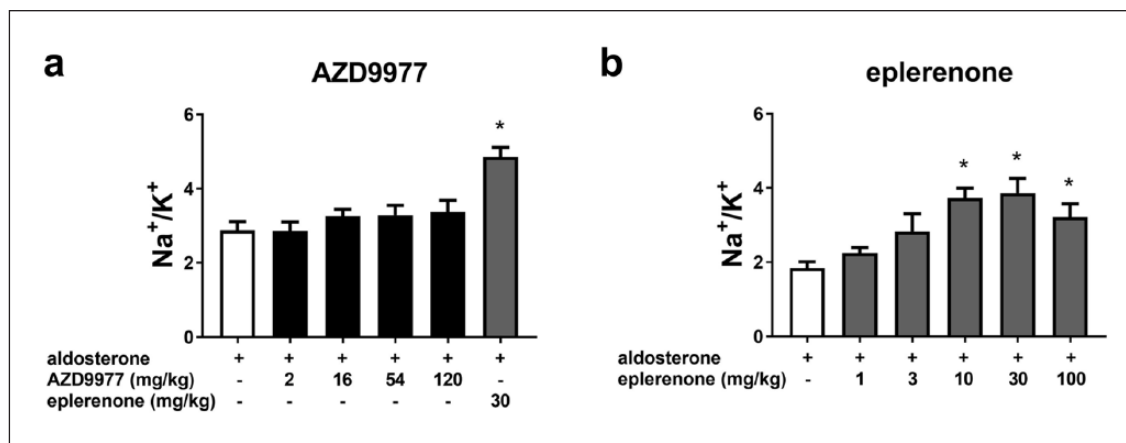 a
AZD9977
Na⁺/K⁺
6
4
2
0
*
aldosterone + + + + + +
AZD9977 (mg/kg) - 2 16 54 120 -
eplerenone (mg/kg) - - - - - 30
b
eplerenone
Na⁺/K⁺
6
4
2
0
* * *
aldosterone + + + + + +
eplerenone (mg/kg) - 1 3 10 30 100